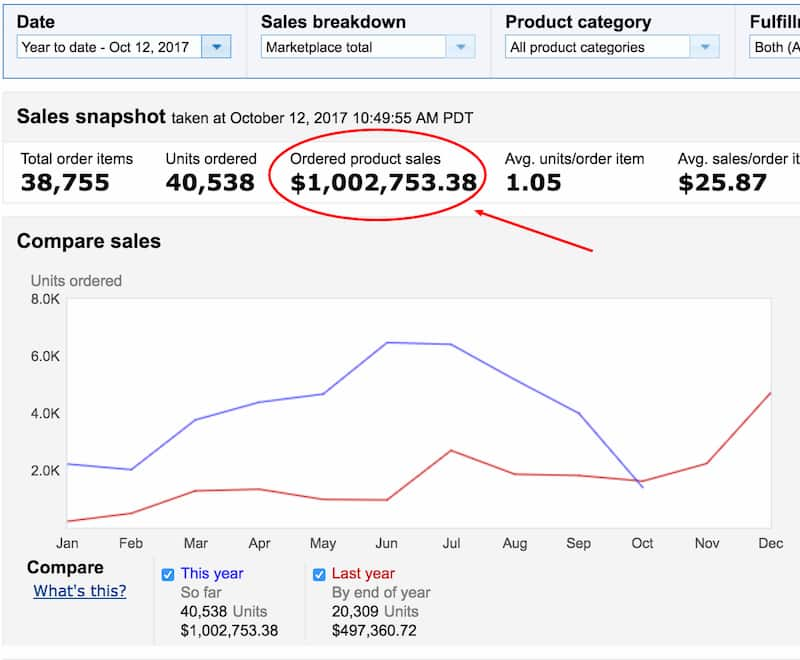 Date Sales breakdown Product category Fulfill
Year to date - Oct 12, 2017 Marketplace total All product categories Both (A
Sales snapshot taken at October 12, 2017 10:49:55 AM PDT
Total order items Units ordered Ordered product sales Avg. units/order item Avg. sales/order it
38,755 40,538 $1,002,753.38 1.05 $25.87
Compare sales
Units ordered
8.0K
6.0K
4.0K
2.0K
Jan Feb Mar Apr May Jun Jul Aug Sep Oct Nov Dec
Compare This year Last year
What's this? So far By end of year
40,538 Units 20,309 Units
$1,002,753.38 $497,360.72